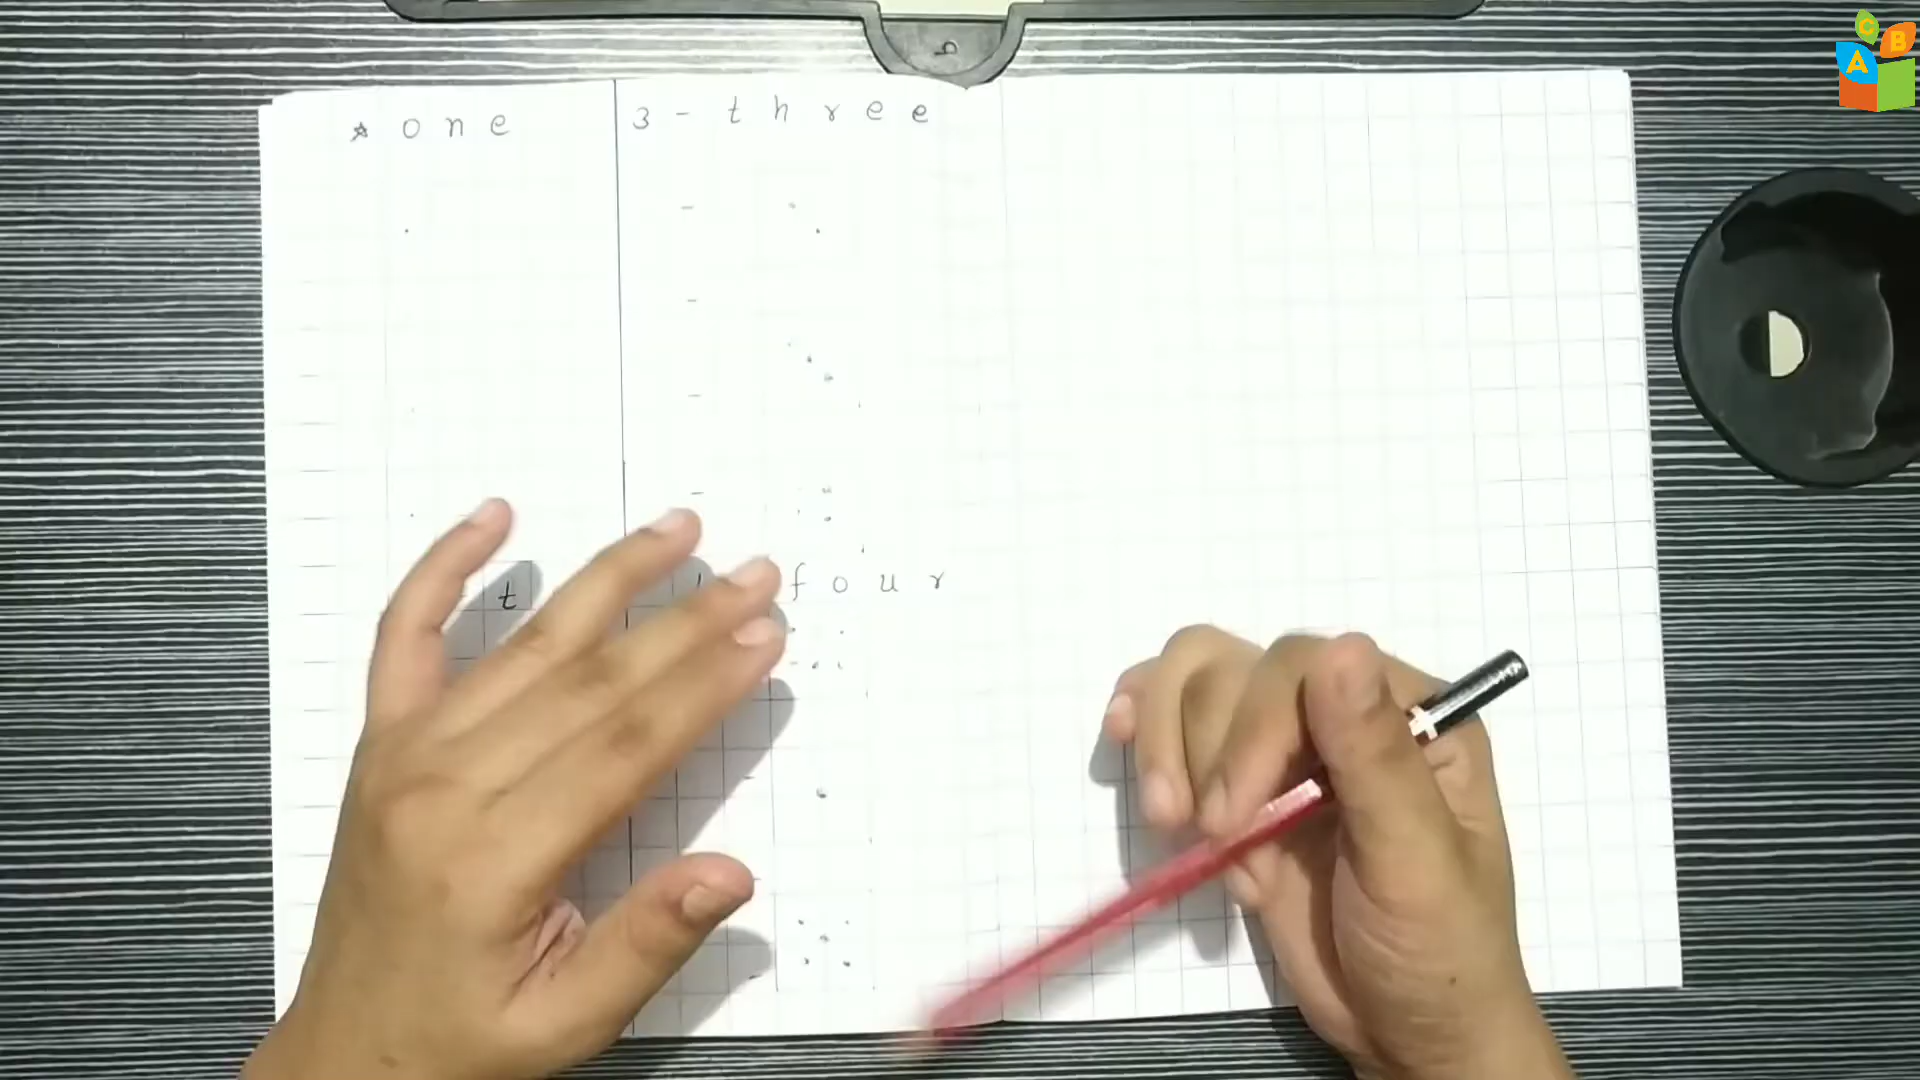 ☆ one
3 - three
t
four
A C B